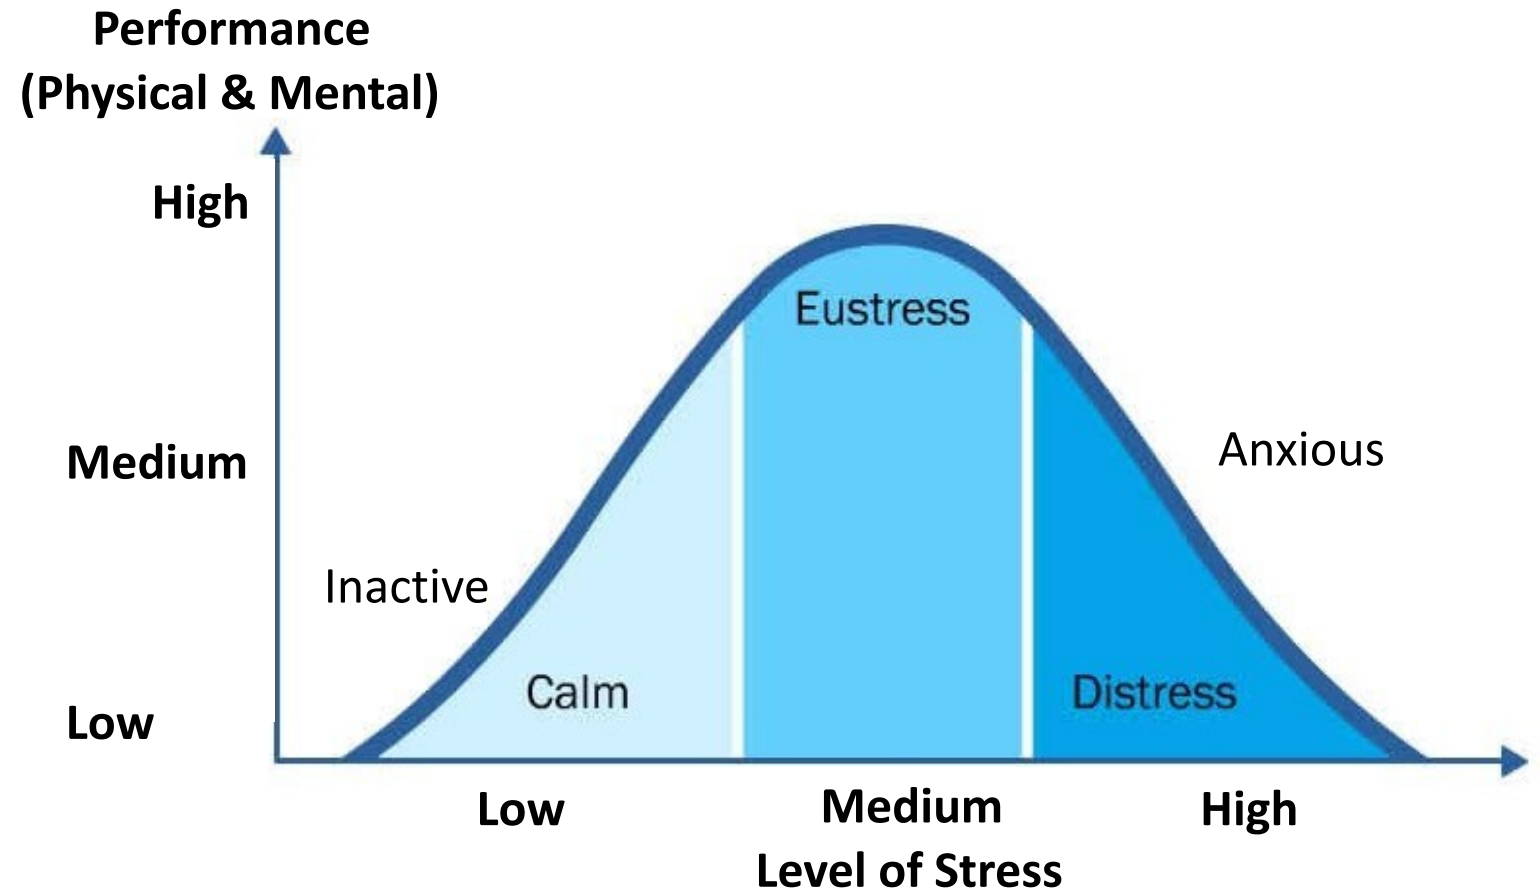 Performance
(Physical & Mental)
High
Eustress
Medium
Anxious
Inactive
Calm
Distress
Low
Low
Medium
High
Level of Stress